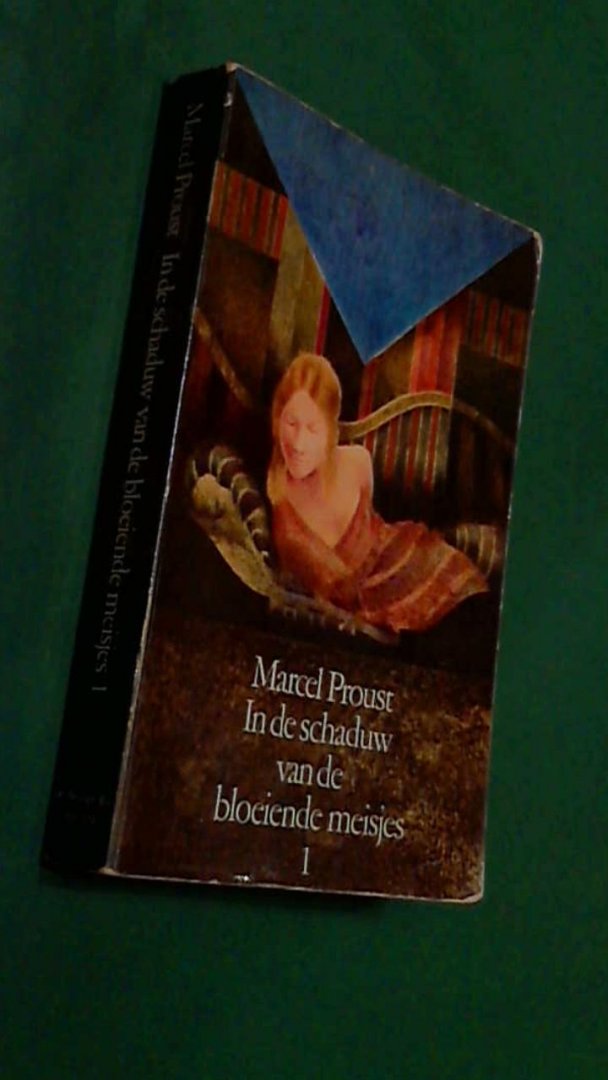 Marcel Proust In de schaduw van de bloeiende meisjes 1
Marcel Proust
In de schaduw
van de
bloeiende meisjes
1